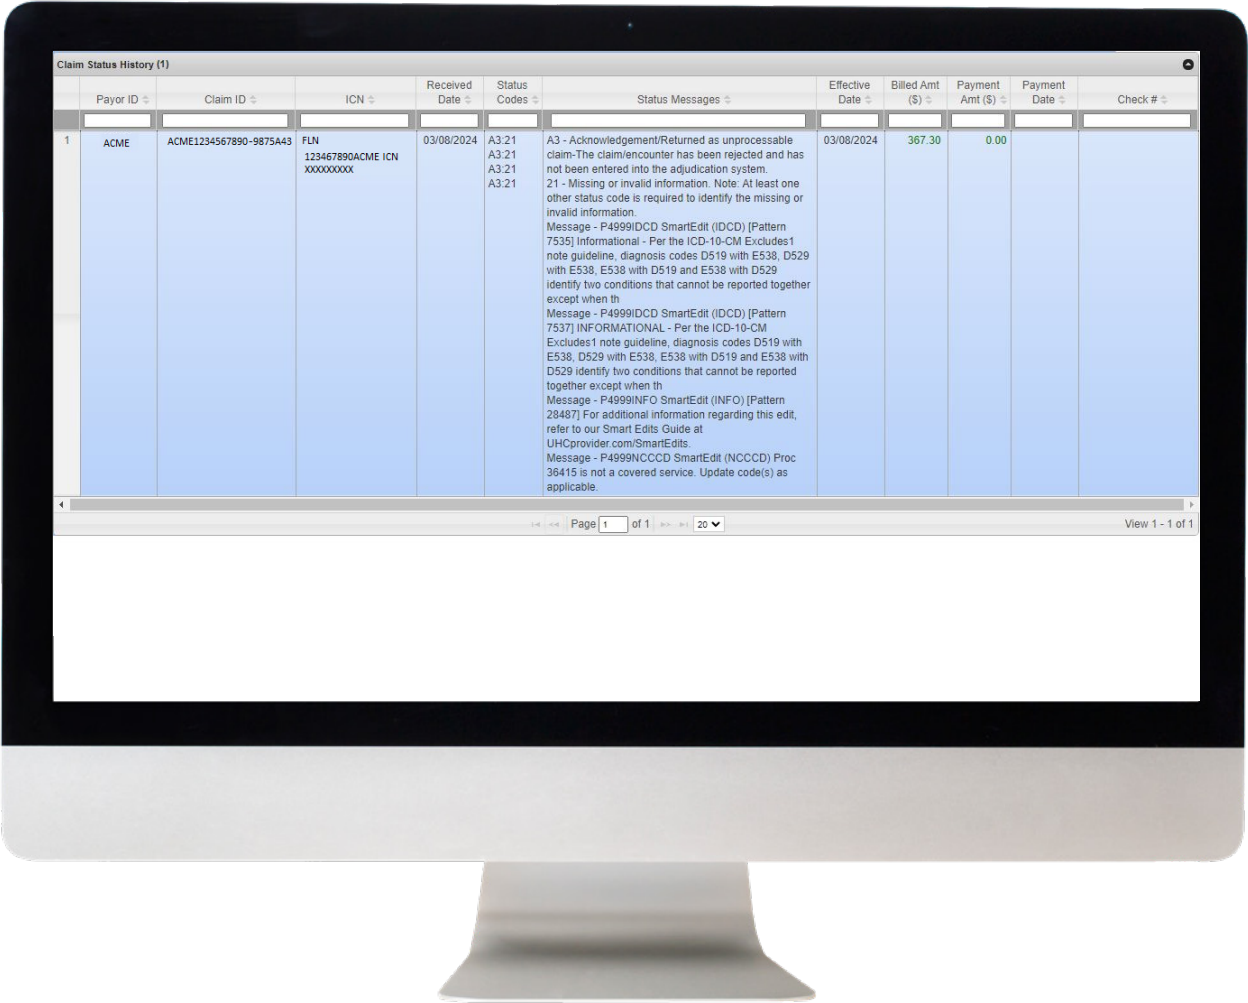 Claim Status History (1)
Payor ID
Claim ID
ICN
Received
Date
Status
Codes
Status Messages
Effective
Date
Billed Amt
($)
Payment
Amt ($)
Payment
Date
Check #
1
ACME
ACME1234567890-9875A43
FLN
123467890ACME ICN
XXXXXXXXX
03/08/2024
A3:21
A3:21
A3:21
A3:21
A3 - Acknowledgement/Returned as unprocessable
claim-The claim/encounter has been rejected and has
not been entered into the adjudication system.
21 - Missing or invalid information. Note: At least one
other status code is required to identify the missing or
invalid information.
Message - P4999IDCD SmartEdit (IDCD) [Pattern
7535] Informational - Per the ICD-10-CM Excludes1
note guideline, diagnosis codes D519 with E538, D529
with E538, E538 with D519 and E538 with D529
identify two conditions that cannot be reported together
except when th
Message - P4999IDCD SmartEdit (IDCD) [Pattern
7537] INFORMATIONAL - Per the ICD-10-CM
Excludes1 note guideline, diagnosis codes D519 with
E538, D529 with E538, E538 with D519 and E538 with
D529 identify two conditions that cannot be reported
together except when th
Message - P4999INFO SmartEdit (INFO) [Pattern
28487] For additional information regarding this edit,
refer to our Smart Edits Guide at
UHCprovider.com/SmartEdits.
Message - P4999NCCCD SmartEdit (NCCCD) Proc
36415 is not a covered service. Update code(s) as
applicable.
03/08/2024
367.30
0.00
Page 1 of 1
20
View 1 - 1 of 1